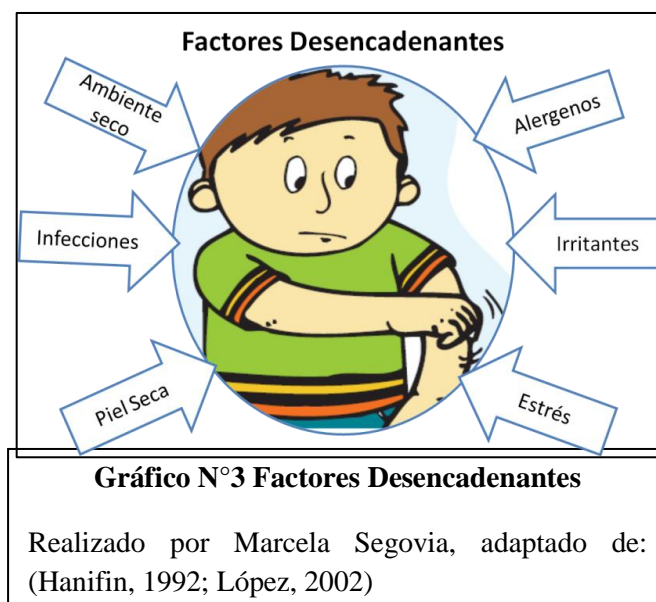 Factores Desencadenantes
Ambiente
seco
Alergenos
Infecciones
Irritantes
Piel Seca
Estrés
Gráfico N°3 Factores Desencadenantes
Realizado por Marcela Segovia, adaptado de:
(Hanifin, 1992; López, 2002)